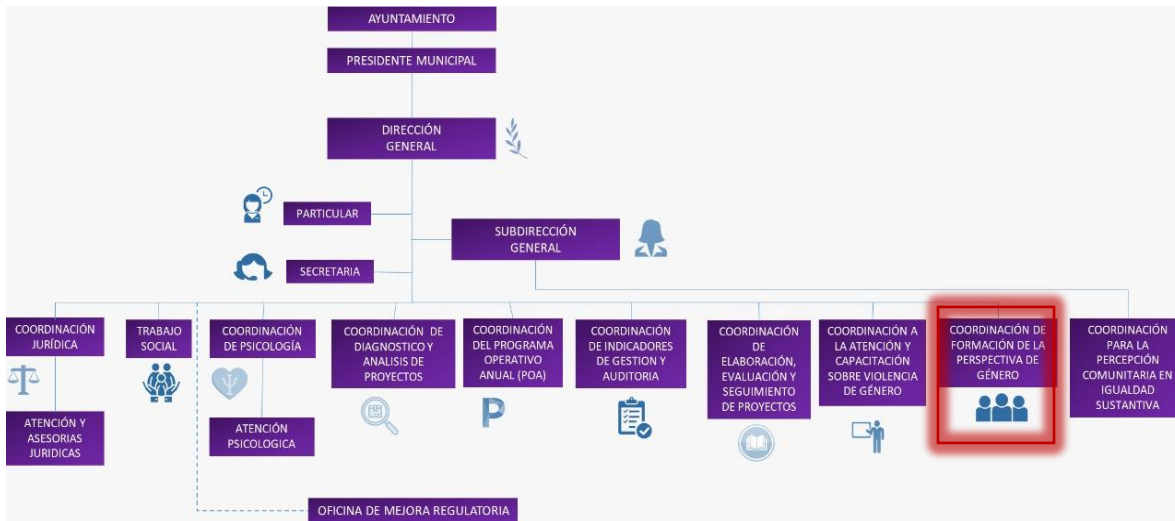 AYUNTAMIENTO
PRESIDENTE MUNICIPAL
DIRECCIÓN
GENERAL
PARTICULAR
SUBDIRECCIÓN
GENERAL
SECRETARIA
COORDINACIÓN
JURÍDICA
TRABAJO
SOCIAL
COORDINACIÓN
DE PSICOLOGÍA
COORDINACIÓN DE
DIAGNOSTICO Y
ANALISIS DE
PROYECTOS
COORDINACIÓN
DEL PROGRAMA
OPERATIVO
ANUAL (POA)
COORDINACIÓN
DE INDICADORES
DE GESTION Y
AUDITORIA
COORDINACIÓN
DE
ELABORACIÓN,
EVALUACIÓN Y
SEGUIMIENTO
DE PROYECTOS
COORDINACIÓN A
LA ATENCIÓN Y
CAPACITACIÓN
SOBRE VIOLENCIA
DE GÉNERO
COORDINACIÓN DE
FORMACIÓN DE LA
PERSPECTIVA DE
GÉNERO
COORDINACIÓN
PARA LA
PERCEPCIÓN
COMUNITARIA EN
IGUALDAD
SUSTANTIVA
ATENCIÓN Y
ASESORIAS
JURIDICAS
ATENCIÓN
PSICOLOGICA
P
OFICINA DE MEJORA REGULATORIA